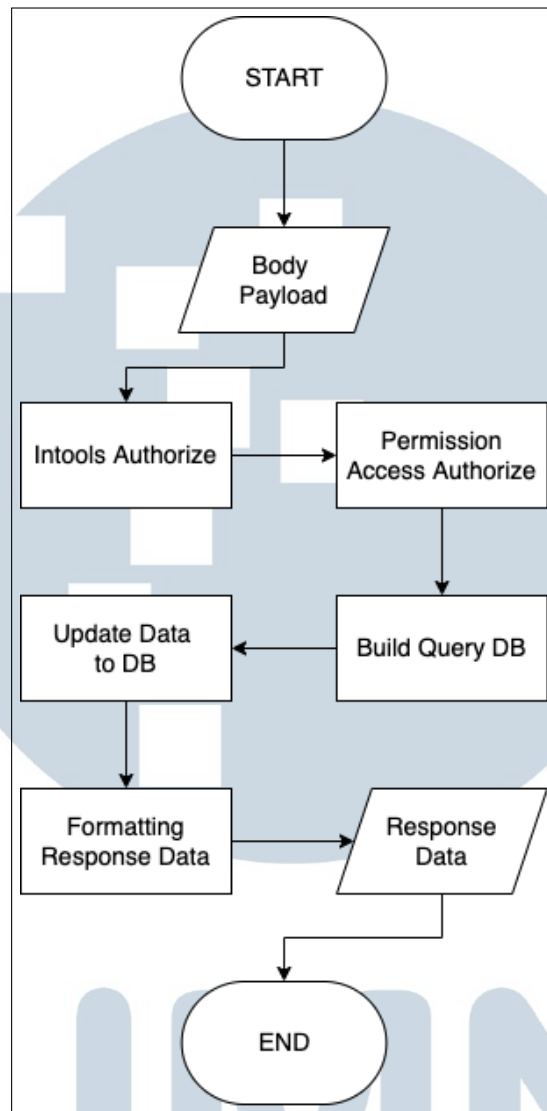 START
Body
Payload
Intools Authorize
Permission
Access Authorize
Update Data
to DB
Build Query DB
Formatting
Response Data
Response
Data
END